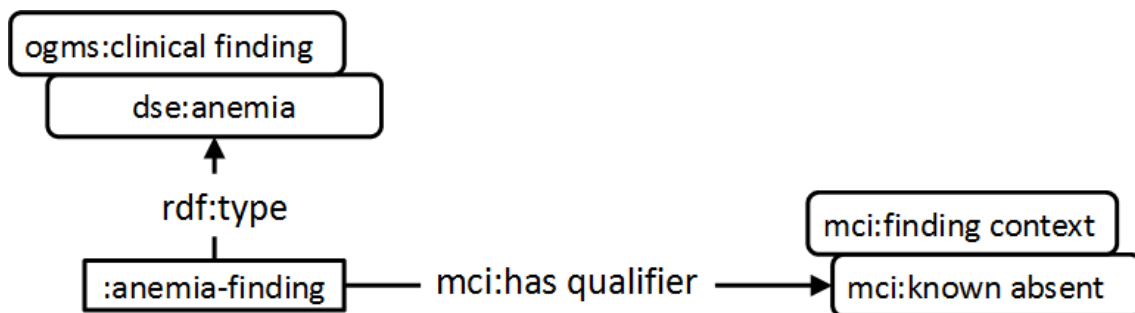 ogms:clinical finding
dse:anemia
rdf:type
mci:finding context
:anemia-finding
mci:has qualifier
mci:known absent